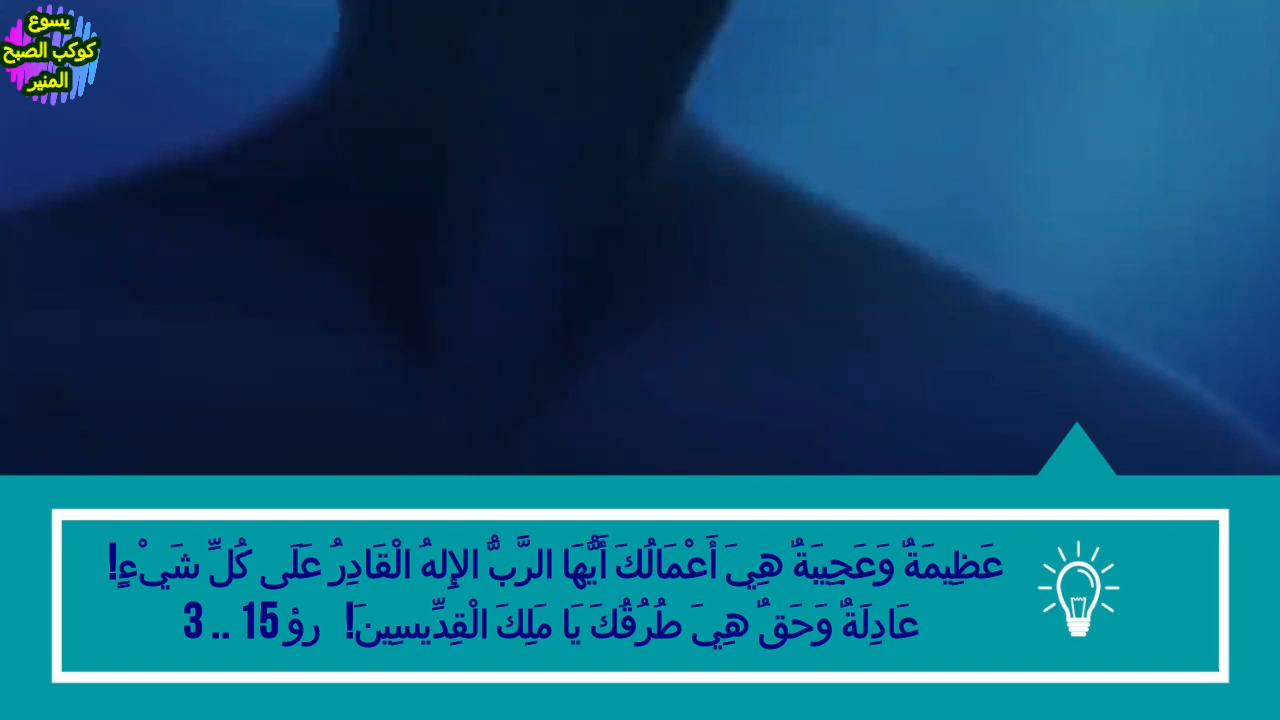 يسوع
كوكب الصبح
المنير
عَظِيمَةٌ وَعَجِيبَةٌ هِيَ أَعْمَالُكَ أَيُّهَا الرَّبُّ الإِلهُ الْقَادِرُ عَلَى كُلِّ شَيْءٍ!
عَادِلَةٌ وَحَقٌ هِيَ طُرُقُكَ يَا مَلِكَ الْقِدِّيسِينَ! رؤ 15 .. 3